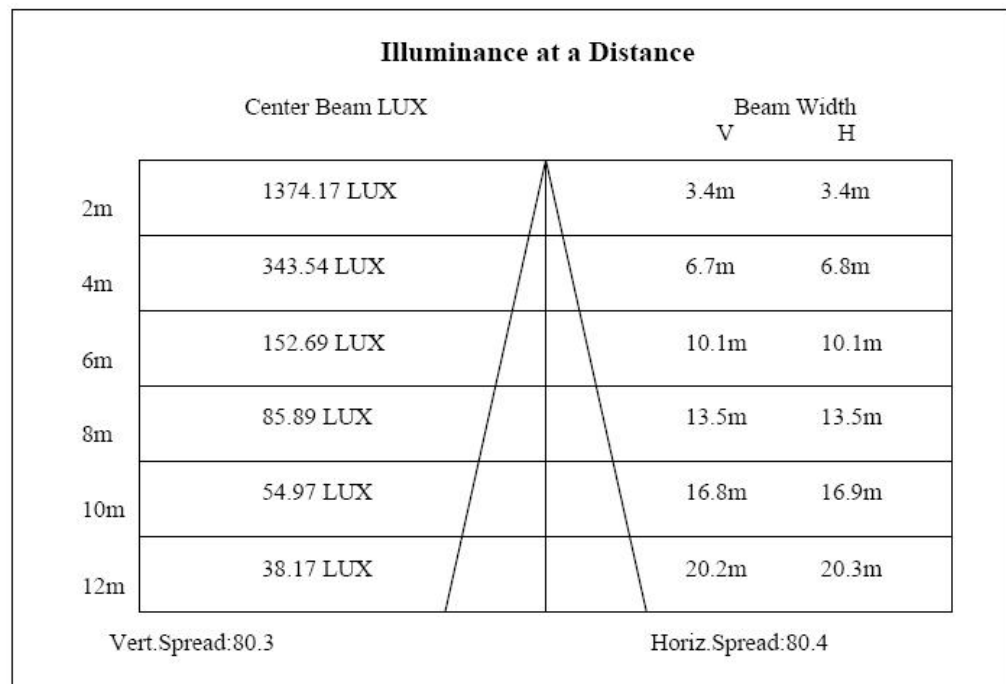 Illuminance at a Distance
Center Beam LUX Beam Width
V H
2m 1374.17 LUX 3.4m 3.4m
4m 343.54 LUX 6.7m 6.8m
6m 152.69 LUX 10.1m 10.1m
8m 85.89 LUX 13.5m 13.5m
10m 54.97 LUX 16.8m 16.9m
12m 38.17 LUX 20.2m 20.3m
Vert.Spread:80.3 Horiz.Spread:80.4